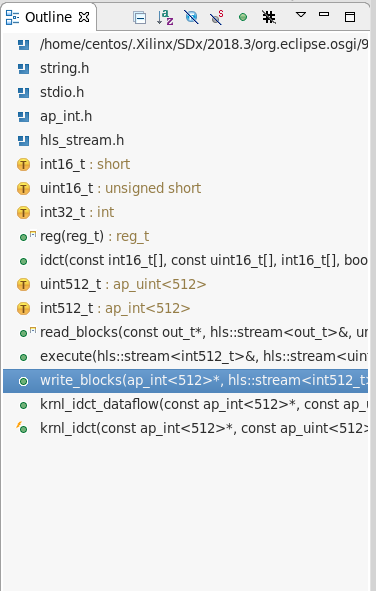 Outline
/home/centos/.Xilinx/SDx/2018.3/org.eclipse.osgi/9
string.h
stdio.h
ap_int.h
hls_stream.h
int16_t : short
uint16_t : unsigned short
int32_t : int
reg(reg_t) : reg_t
idct(const int16_t[], const uint16_t[], int16_t[], boo
uint512_t : ap_uint<512>
int512_t : ap_int<512>
read_blocks(const out_t*, hls::stream<out_t>&, un
execute(hls::stream<int512_t>&, hls::stream<uin
write_blocks(ap_int<512>*, hls::stream<int512_t>
krnl_idct_dataflow(const ap_int<512>*, const ap_u
krnl_idct(const ap_int<512>*, const ap_uint<512>